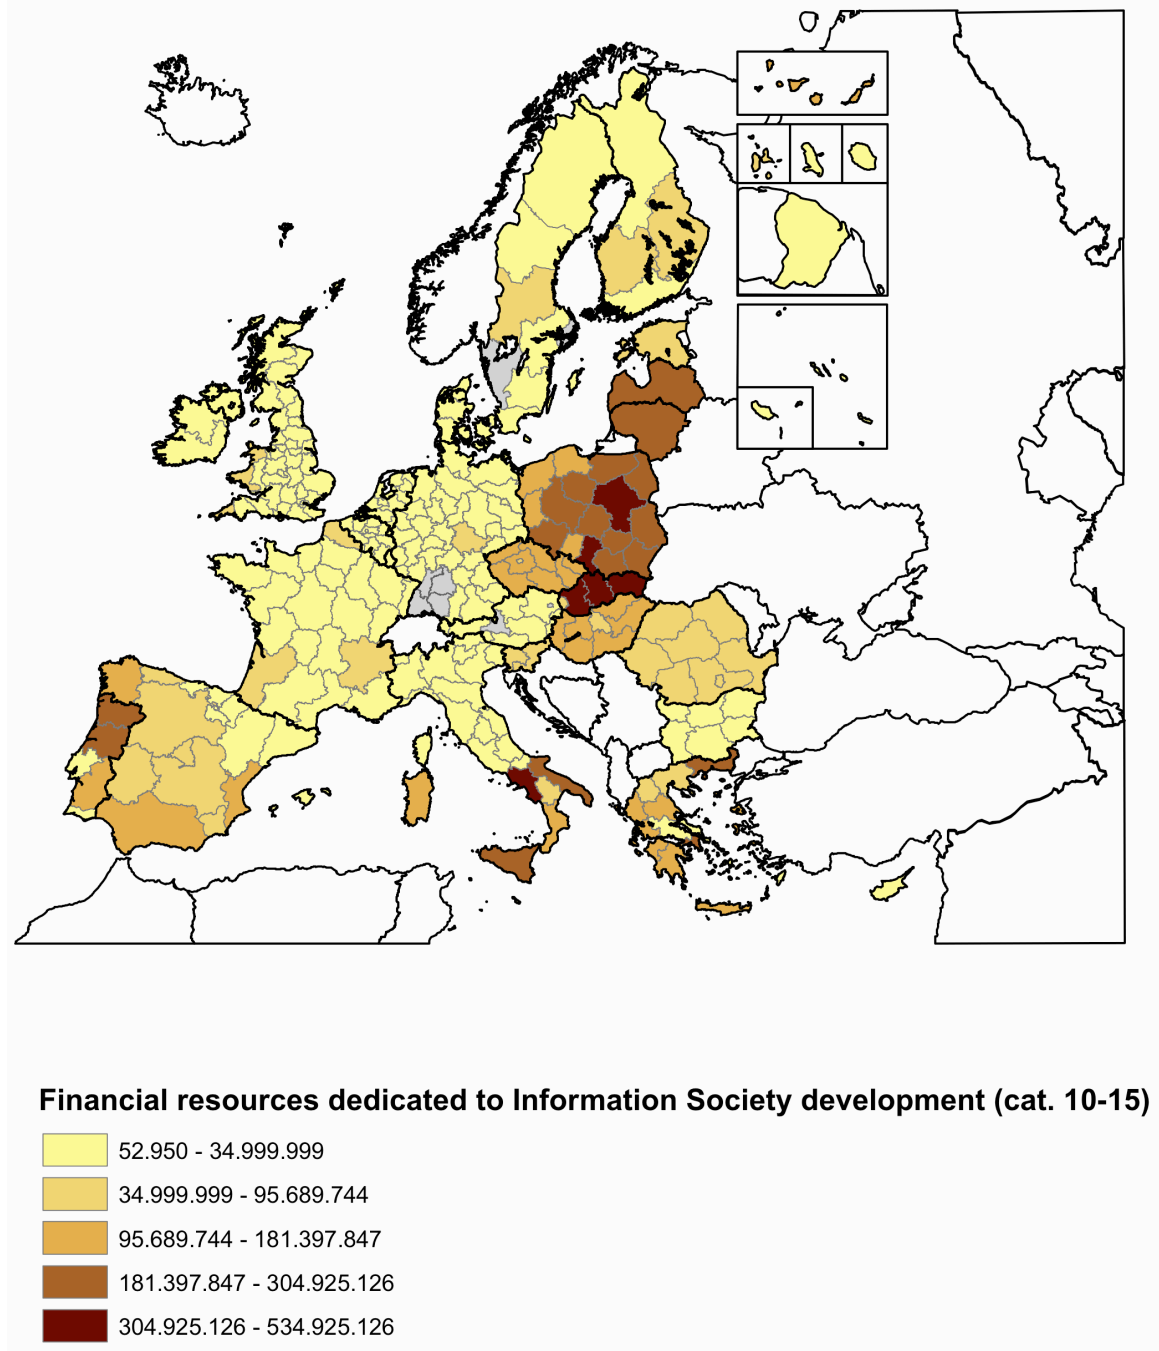 Financial resources dedicated to Information Society development (cat. 10-15)
52.950 - 34.999.999
34.999.999 - 95.689.744
95.689.744 - 181.397.847
181.397.847 - 304.925.126
304.925.126 - 534.925.126